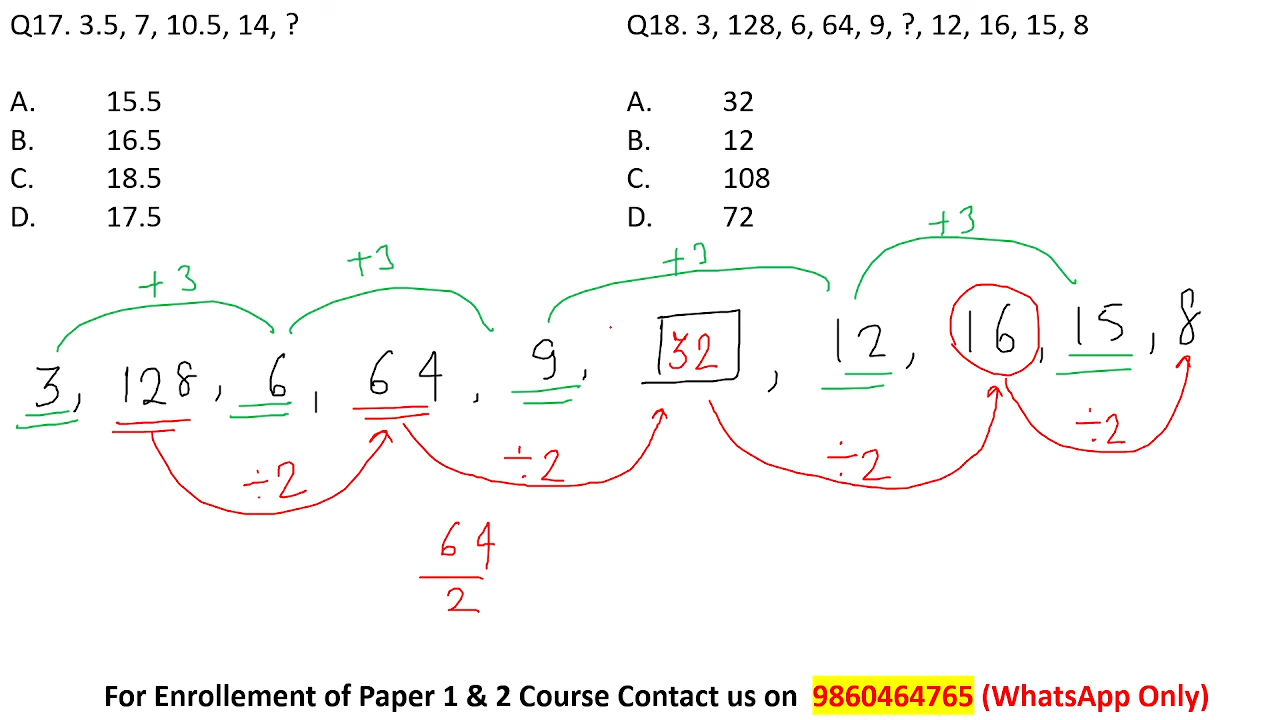 Q17. 3.5, 7, 10.5, 14, ?
A. 15.5
B. 16.5
C. 18.5
D. 17.5
Q18. 3, 128, 6, 64, 9, ?, 12, 16, 15, 8
A. 32
B. 12
C. 108
D. 72
+3 +3 +3 +3
3, 128, 6, 64, 9, 32, 12, 16, 15, 8
÷2 ÷2 ÷2 ÷2
64
2
For Enrollement of Paper 1 & 2 Course Contact us on 9860464765 (WhatsApp Only)